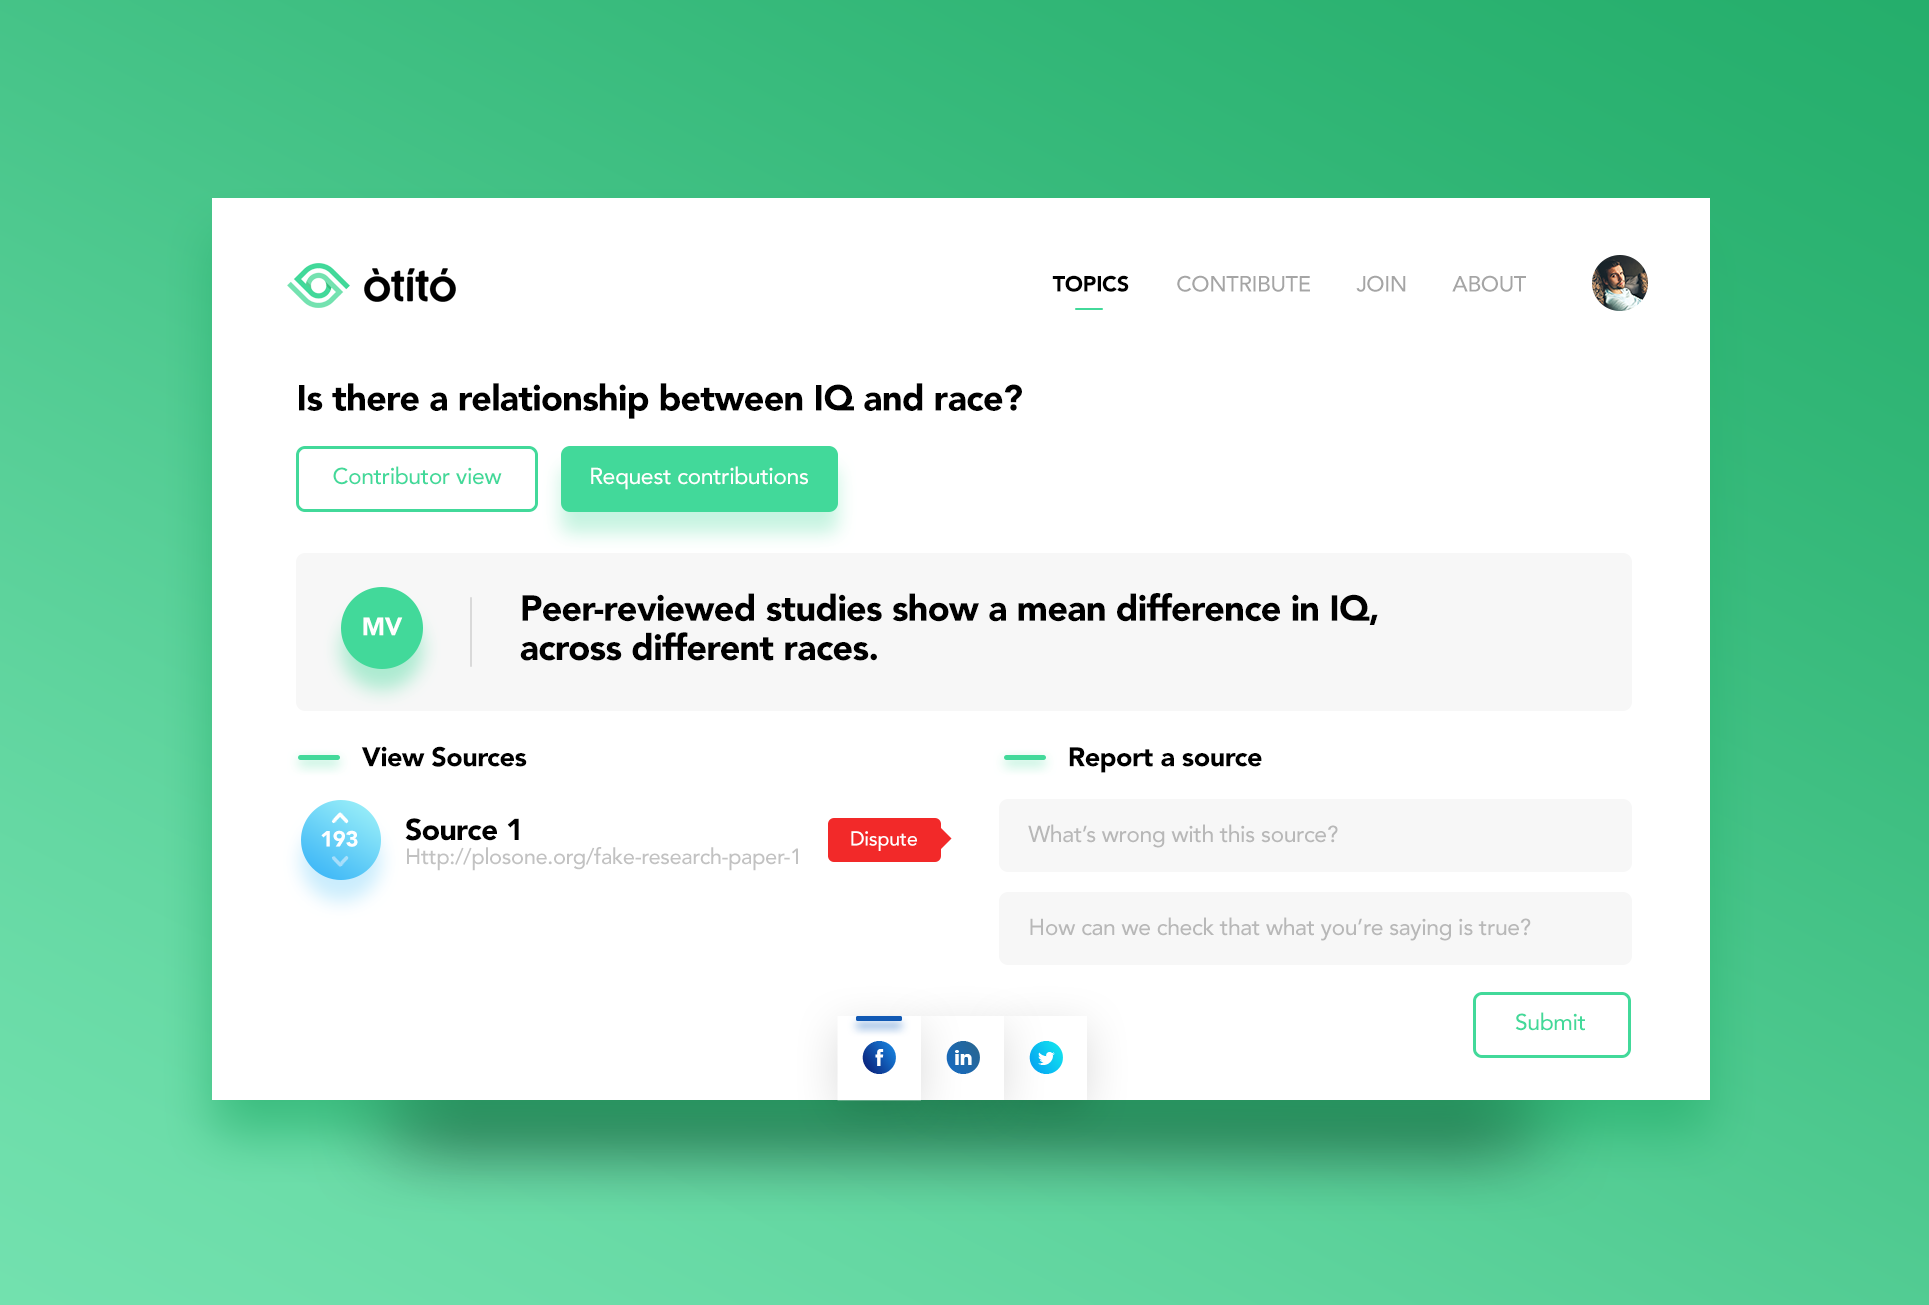 òtító
TOPICS
CONTRIBUTE
JOIN
ABOUT
Is there a relationship between IQ and race?
Contributor view
Request contributions
MV
Peer-reviewed studies show a mean difference in IQ,
across different races.
View Sources
193
Source 1
Http://plosone.org/fake-research-paper-1
Dispute
Report a source
What's wrong with this source?
How can we check that what you're saying is true?
Submit
f
in